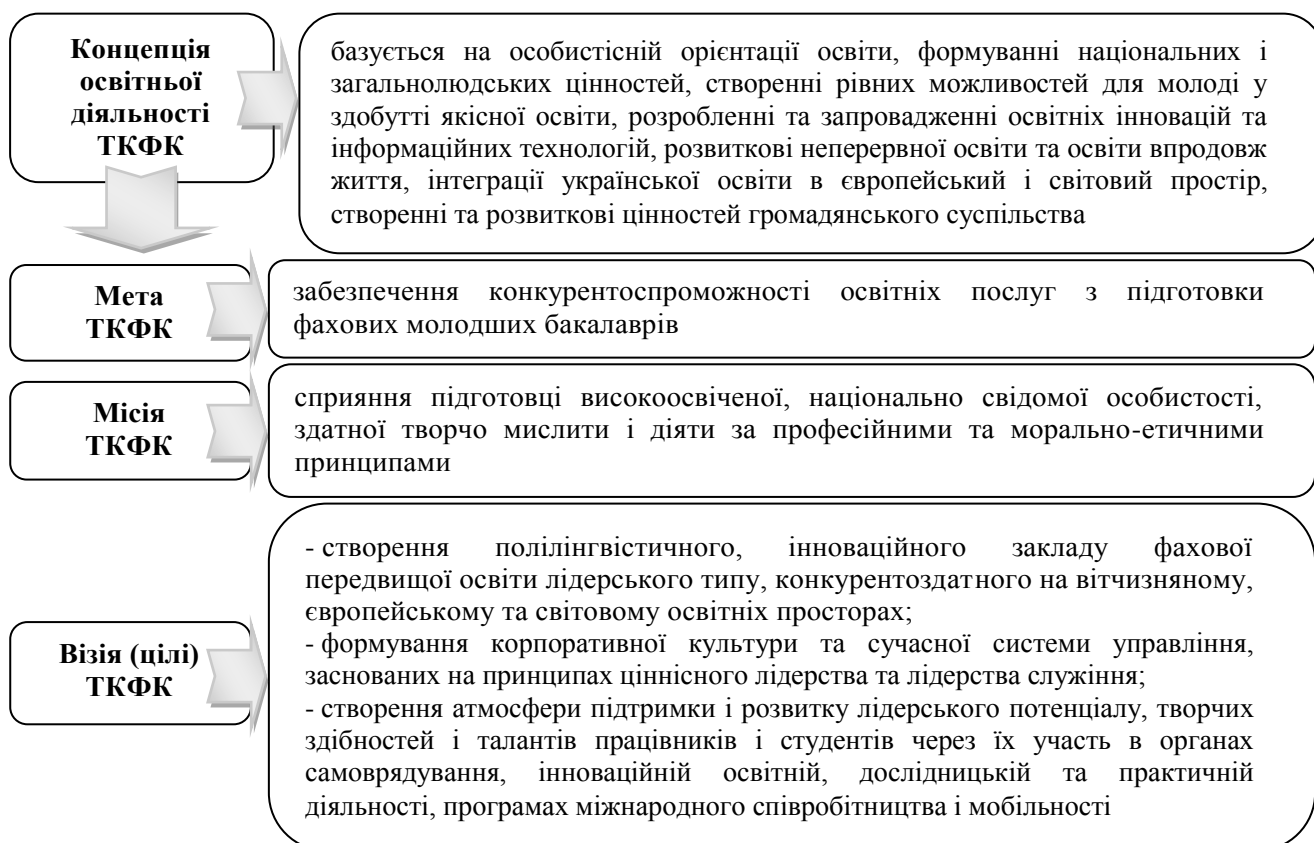 Концепція
освітньої
діяльності
ТКФК
базується на особистісній орієнтації освіти, формуванні національних і
загальнолюдських цінностей, створенні рівних можливостей для молоді у
здобутті якісної освіти, розробленні та запровадженні освітніх інновацій та
інформаційних технологій, розвиткові неперервної освіти та освіти впродовж
життя, інтеграції української освіти в європейський і світовий простір,
створенні та розвиткові цінностей громадянського суспільства
Мета
ТКФК
забезпечення конкурентоспроможності освітніх послуг з підготовки
фахових молодших бакалаврів
Місія
ТКФК
сприяння підготовці високоосвіченої, національно свідомої особистості,
здатної творчо мислити і діяти за професійними та морально-етичними
принципами
Візія (цілі)
ТКФК
- створення полілінгвістичного, інноваційного закладу фахової
передвищої освіти лідерського типу, конкурентоздатного на вітчизняному,
європейському та світовому освітніх просторах;
- формування корпоративної культури та сучасної системи управління,
заснованих на принципах ціннісного лідерства та лідерства служіння;
- створення атмосфери підтримки і розвитку лідерського потенціалу, творчих
здібностей і талантів працівників і студентів через їх участь в органах
самоврядування, інноваційній освітній, дослідницькій та практичній
діяльності, програмах міжнародного співробітництва і мобільності